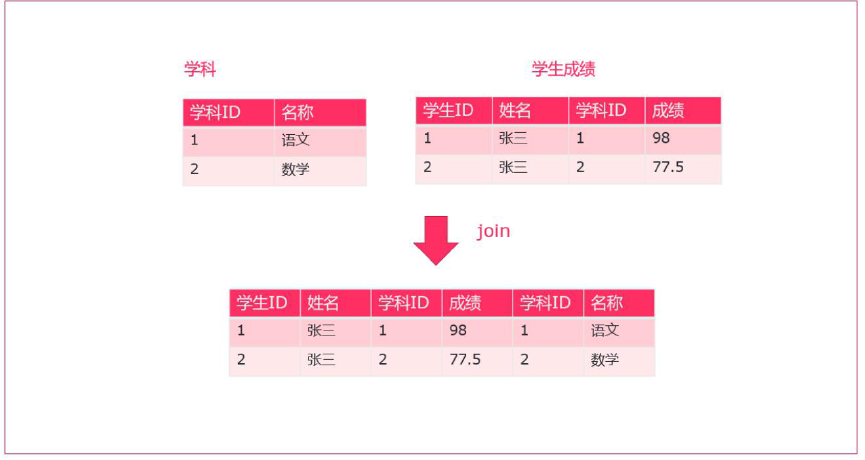 学科
学科ID 名称
1 语文
2 数学
学生成绩
学生ID 姓名 学科ID 成绩
1 张三 1 98
2 张三 2 77.5
join
学生ID 姓名 学科ID 成绩 学科ID 名称
1 张三 1 98 1 语文
2 张三 2 77.5 2 数学